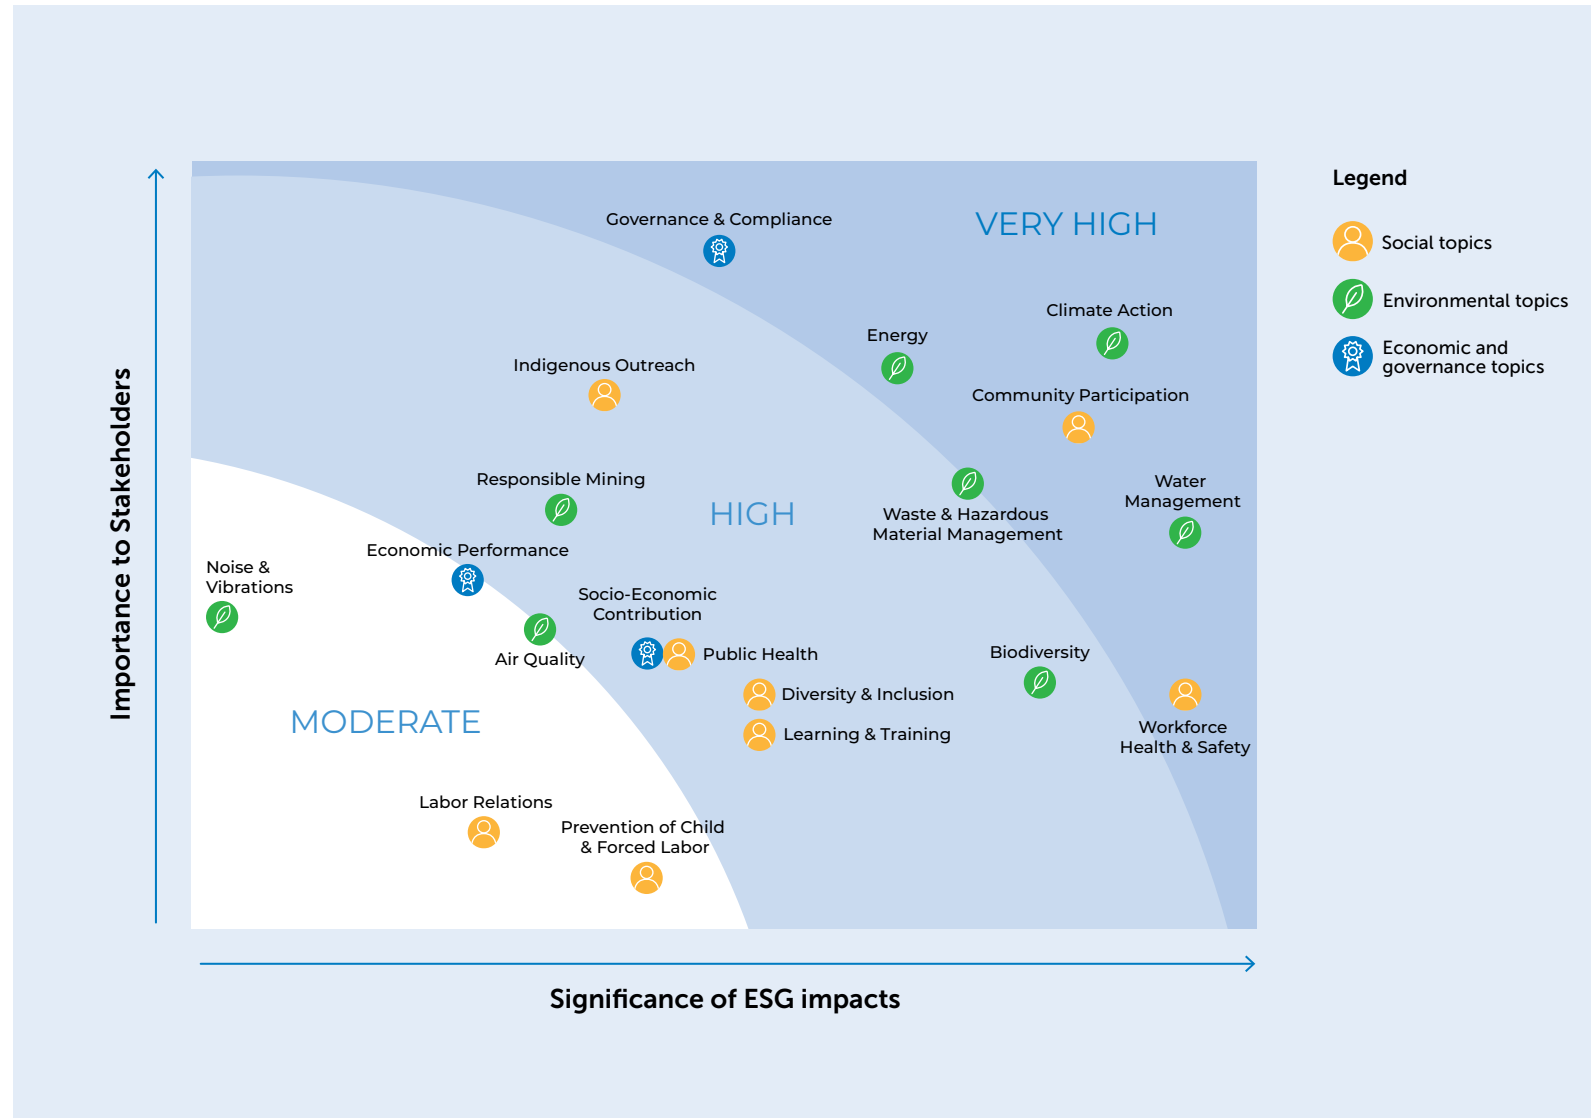 Governance & Compliance
VERY HIGH
Climate Action
Energy
Indigenous Outreach
Community Participation
Responsible Mining
HIGH
Water
Management
Waste & Hazardous
Material Management
Economic Performance
Noise &
Vibrations
Socio-Economic
Contribution
Air Quality
Public Health
Biodiversity
Diversity & Inclusion
MODERATE
Learning & Training
Workforce
Health & Safety
Labor Relations
Prevention of Child
& Forced Labor
Importance to Stakeholders
Significance of ESG impacts
Legend
Social topics
Environmental topics
Economic and
governance topics